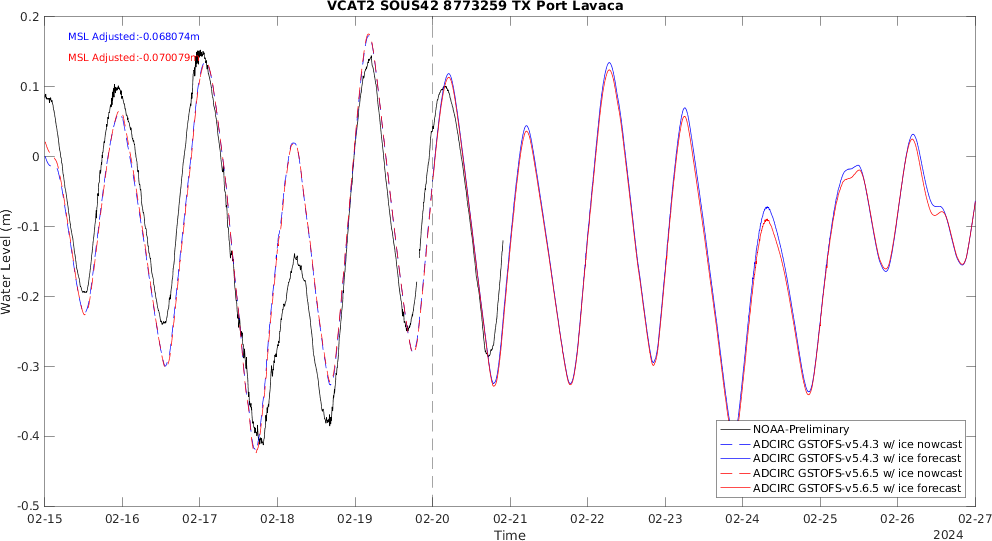 VCAT2 SOUS42 8773259 TX Port Lavaca
MSL Adjusted:-0.068074m
MSL Adjusted:-0.070079m
Water Level (m)
0.2
0.1
0
-0.1
-0.2
-0.3
-0.4
-0.5
NOAA-Preliminary
ADCIRC GSTOFS-v5.4.3 w/ ice nowcast
ADCIRC GSTOFS-v5.4.3 w/ ice forecast
ADCIRC GSTOFS-v5.6.5 w/ ice nowcast
ADCIRC GSTOFS-v5.6.5 w/ ice forecast
02-15 02-16 02-17 02-18 02-19 02-20 02-21 02-22 02-23 02-24 02-25 02-26 02-27
Time
2024